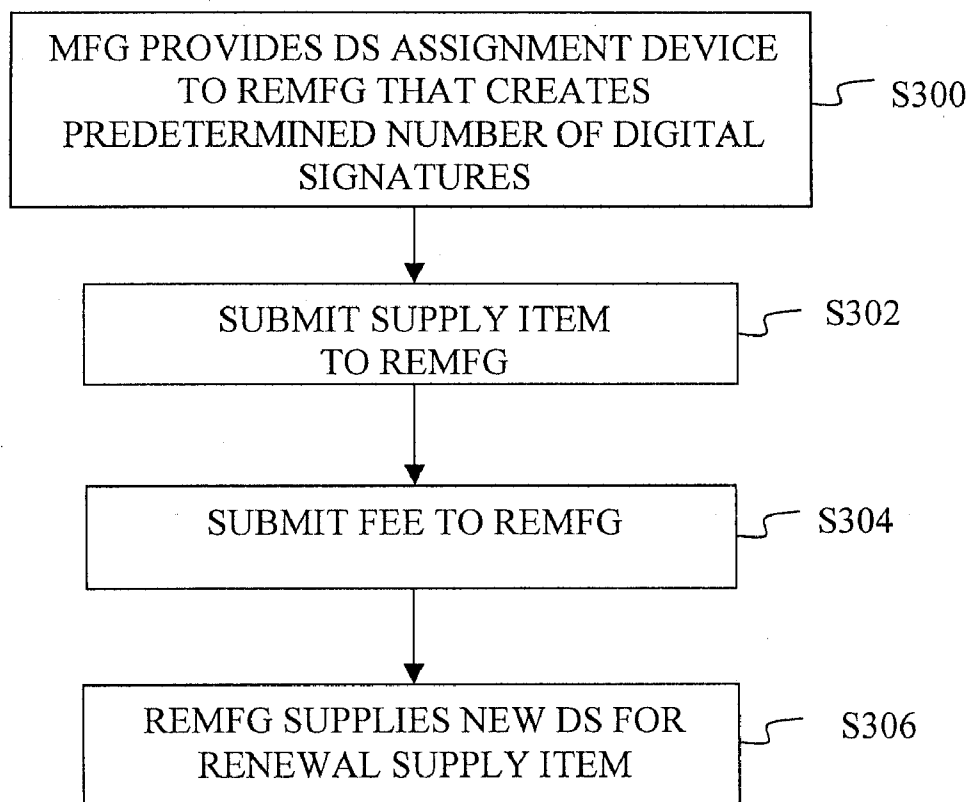 MFG PROVIDES DS ASSIGNMENT DEVICE
TO REMFG THAT CREATES
PREDETERMINED NUMBER OF DIGITAL
SIGNATURES
S300
SUBMIT SUPPLY ITEM
TO REMFG
S302
SUBMIT FEE TO REMFG
S304
REMFG SUPPLIES NEW DS FOR
RENEWAL SUPPLY ITEM
S306